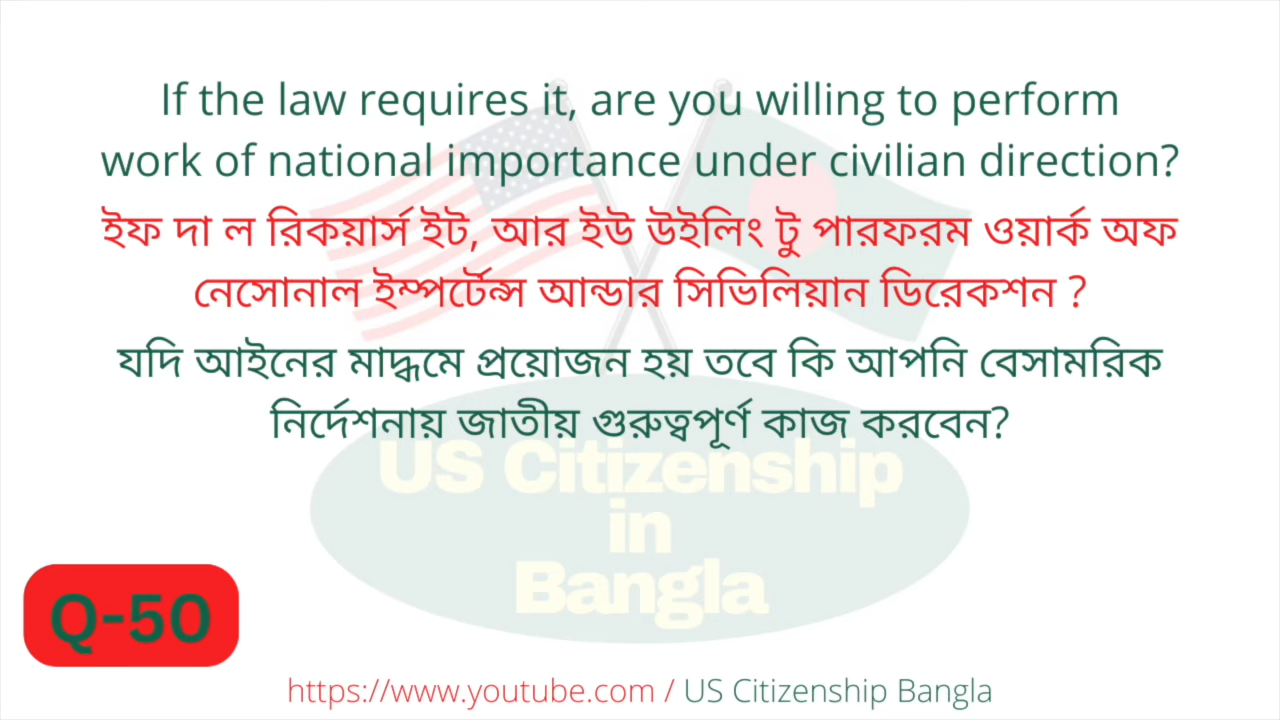 If the law requires it, are you willing to perform
work of national importance under civilian direction?
ইফ দা ল রিকয়ার্স ইট, আর ইউ উইলিং টু পারফরম ওয়ার্ক অফ
নেসোনাল ইম্পর্টেন্স আন্ডার সিভিলিয়ান ডিরেকশন ?
যদি আইনের মাদ্ধমে প্রয়োজন হয় তবে কি আপনি বেসামরিক
নির্দেশনায় জাতীয় গুরুত্বপূর্ণ কাজ করবেন?
US Citizenship
in
Bangla
Q-50
https://www.youtube.com / US Citizenship Bangla